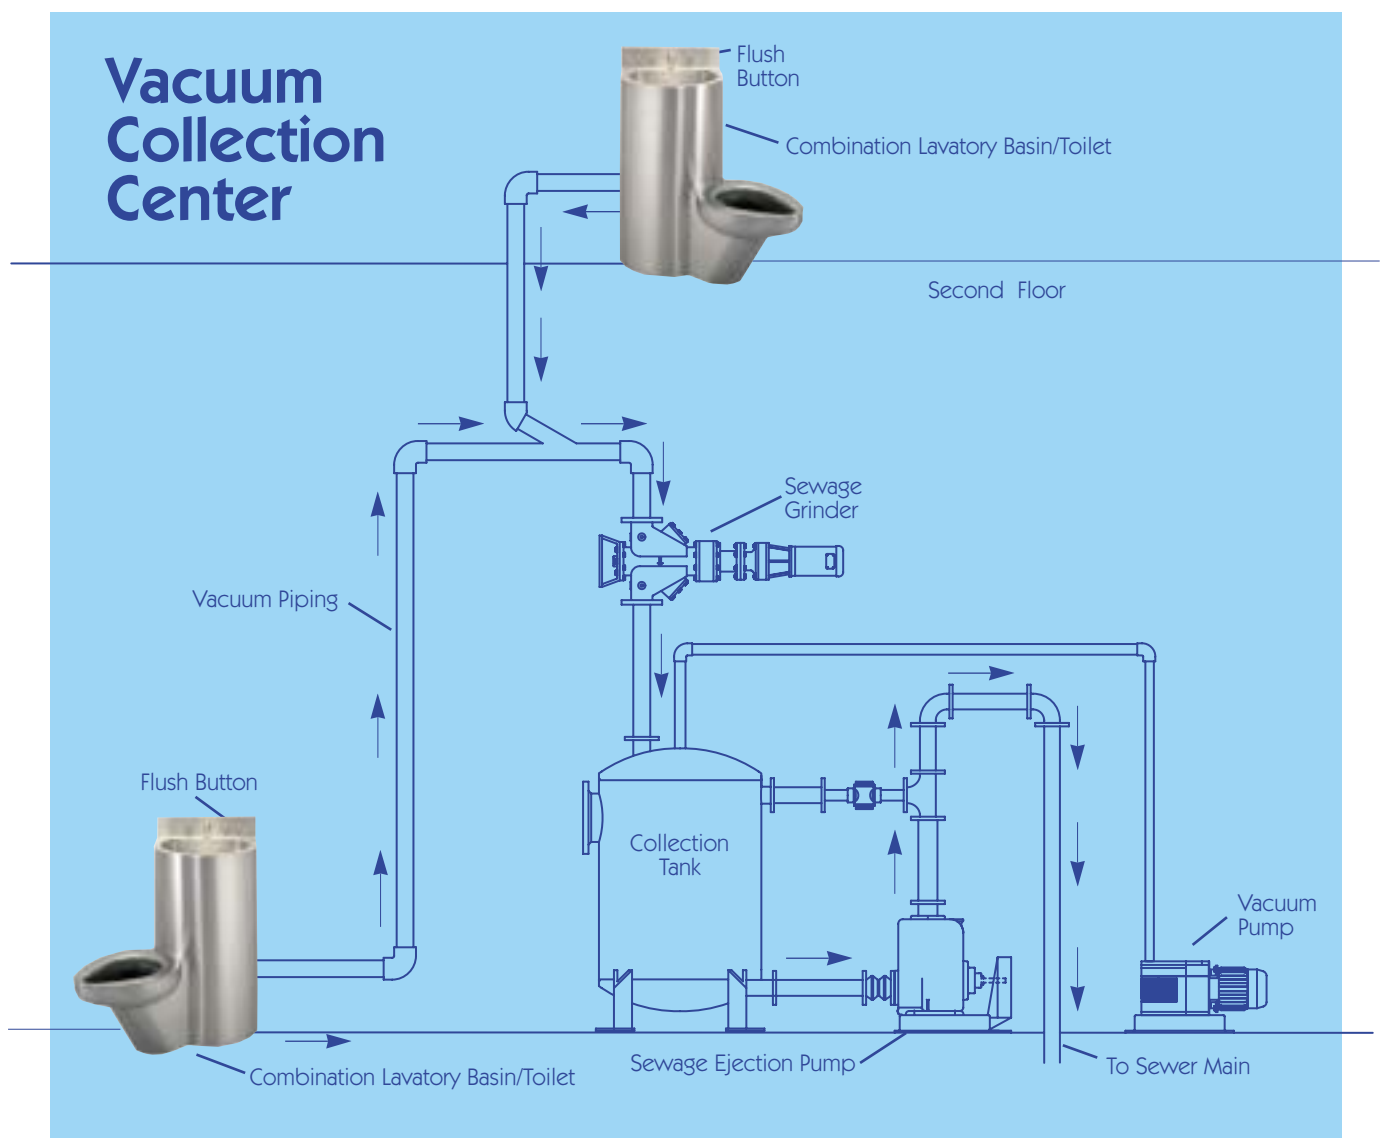 Vacuum
Collection
Center
Flush
Button
Combination Lavatory Basin/Toilet
Second Floor
Sewage
Grinder
Vacuum Piping
Flush Button
Collection
Tank
Vacuum
Pump
Sewage Ejection Pump
To Sewer Main
Combination Lavatory Basin/Toilet